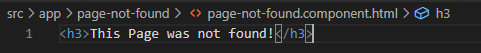 src > app > page-not-found > <> page-not-found.component.html > h3
1 <h3>This Page was not found!</h3>